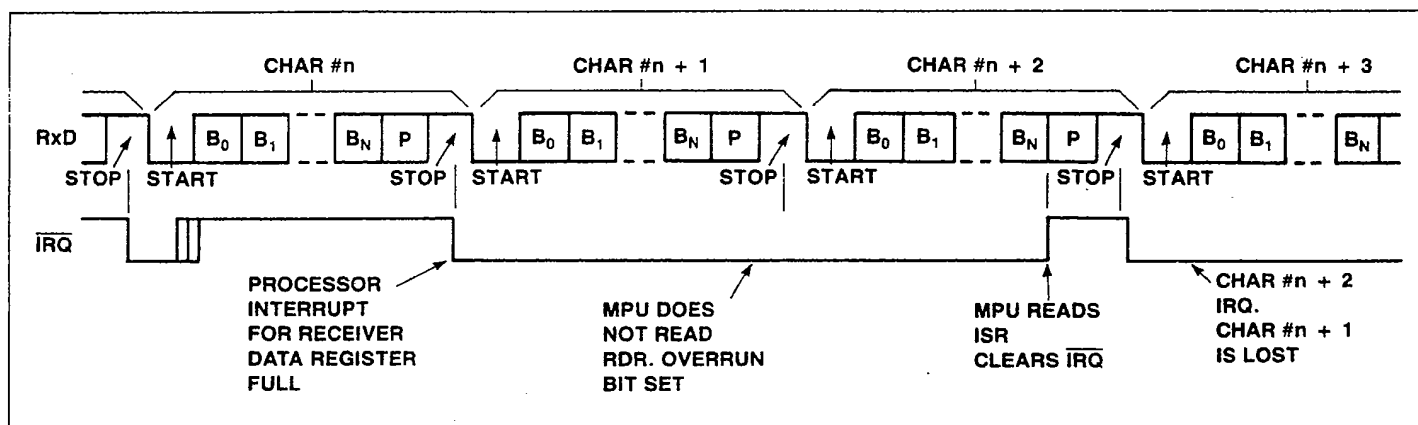 CHAR #n
CHAR #n + 1
CHAR #n + 2
CHAR #n + 3
RxD
B0
B1
BN
P
B0
B1
BN
P
B0
B1
BN
P
B0
B1
BN
STOP
START
STOP
START
STOP
START
STOP
START
IRQ
PROCESSOR
INTERRUPT
FOR RECEIVER
DATA REGISTER
FULL
MPU DOES
NOT READ
RDR. OVERRUN
BIT SET
MPU READS
ISR
CLEARS IRQ
CHAR #n + 2
IRQ.
CHAR #n + 1
IS LOST